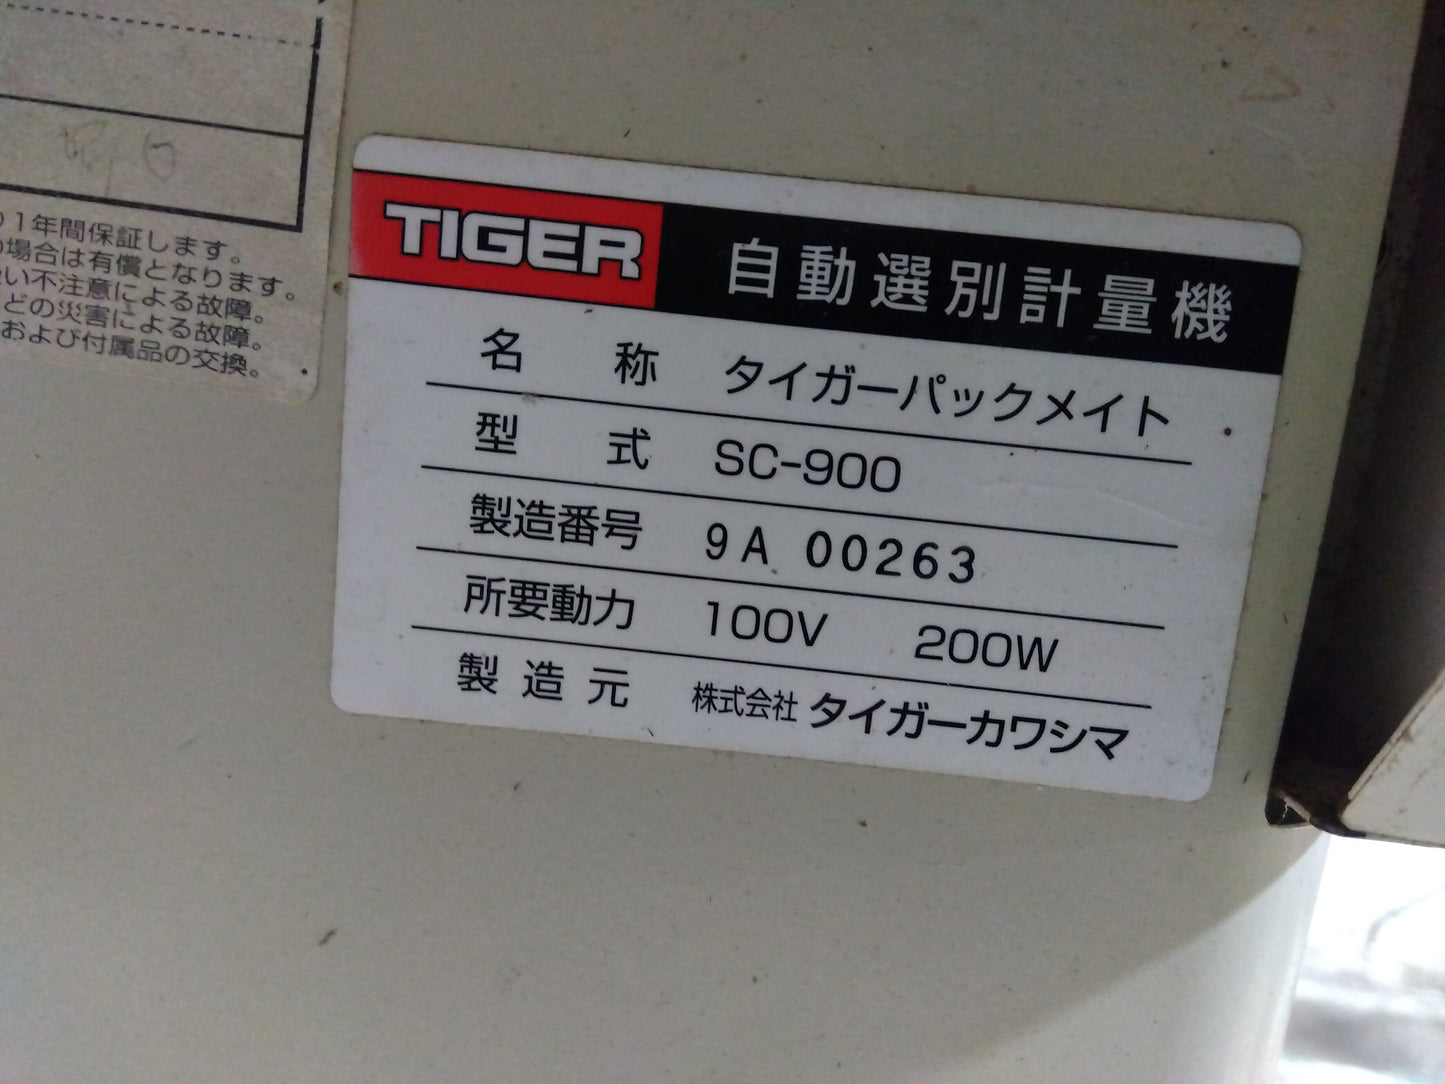 1年間保証します。
場合は有償となります。
い不注意による故障。
どの災害による故障。
および付属品の交換。
TIGER 自動選別計量機
名称 タイガーパックメイト
型式 SC-900
製造番号 9A 00263
所要動力 100V 200W
製造元 株式会社 タイガーカワシマ